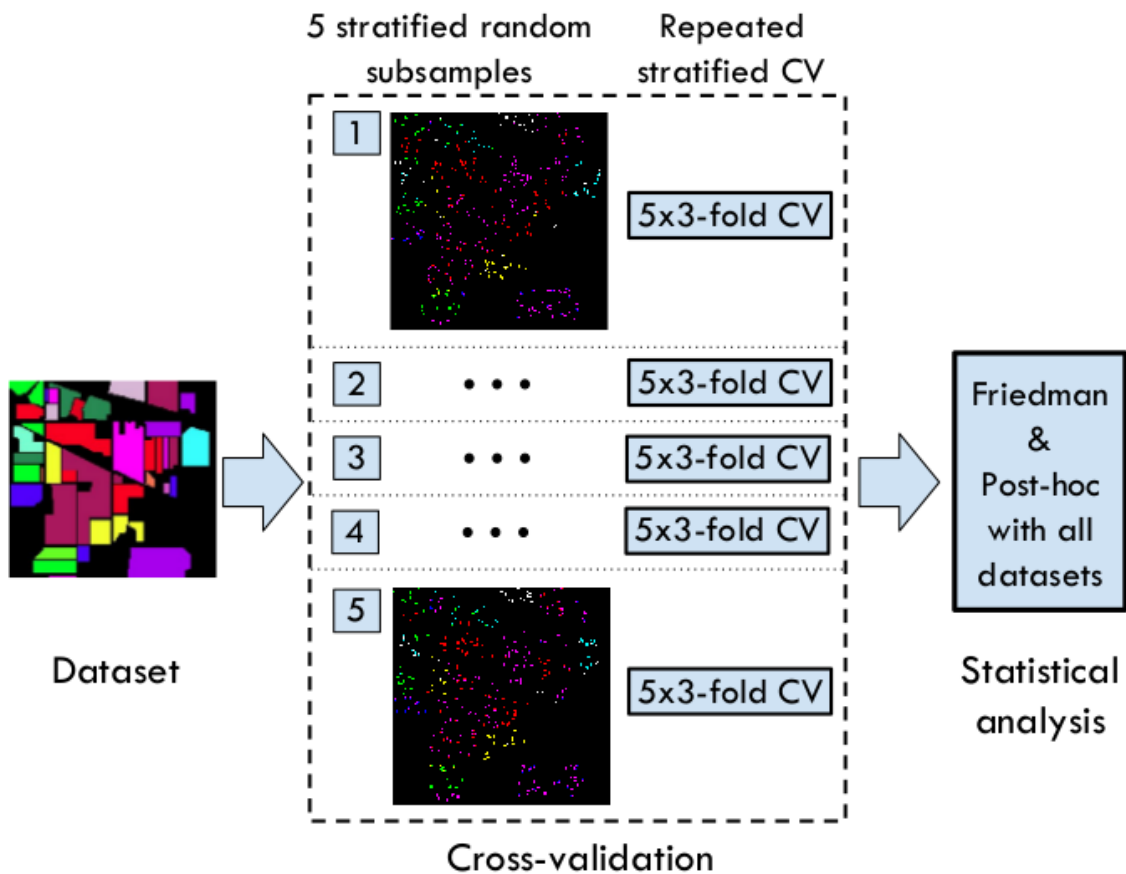 5 stratified random
subsamples
Repeated
stratified CV
1
5x3-fold CV
2
• • •
5x3-fold CV
3
• • •
5x3-fold CV
4
• • •
5x3-fold CV
5
5x3-fold CV
Dataset
Friedman
&
Post-hoc
with all
datasets
Statistical
analysis
Cross-validation